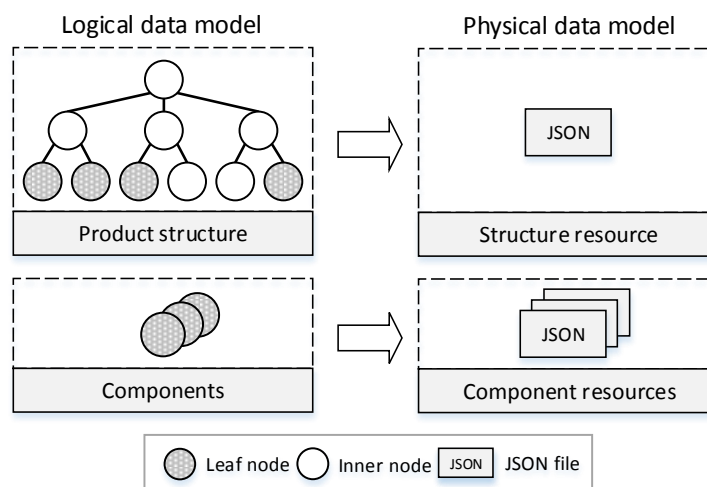 Logical data model
Physical data model
JSON
Product structure
Structure resource
JSON
Components
Component resources
Leaf node
Inner node
JSON
JSON file